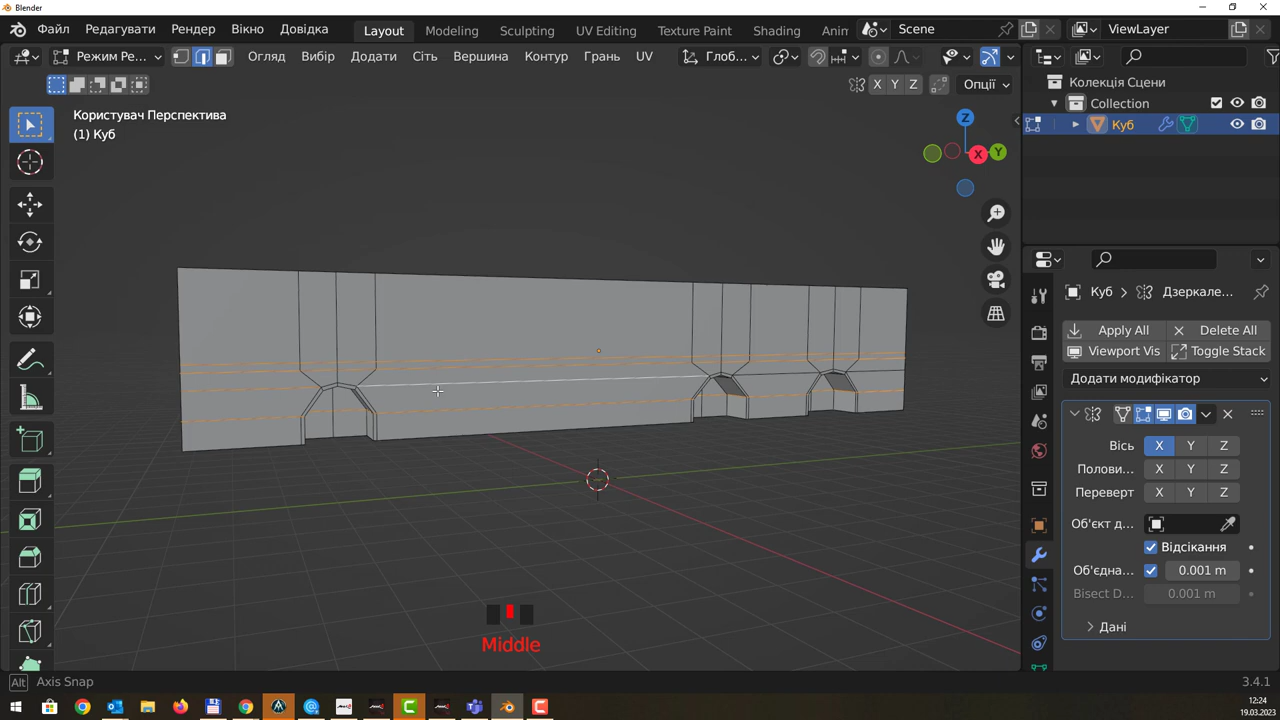 Blender
Файл Редагувати Рендер Вікно Довідка Layout Modeling Sculpting UV Editing Texture Paint Shading Anin Scene ViewLayer
Режим Ре... Огляд Вибір Додати Сіть Вершина Контур Грань UV Глоб...
X Y Z Опції
Користувач Перспектива
(1) Куб
Z
X Y
Колекція Сцени
Collection
Куб
Куб Дзеркале...
Apply All Delete All
Viewport Vis Toggle Stack
Додати модифікатор
Вісь X Y Z
Полови... X Y Z
Переверт X Y Z
Об'єкт д...
Відсікання
Об'єдна... 0.001 m
Bisect D... 0.001 m
Дані
Middle
Alt Axis Snap 3.4.1
12:24
19.03.2023